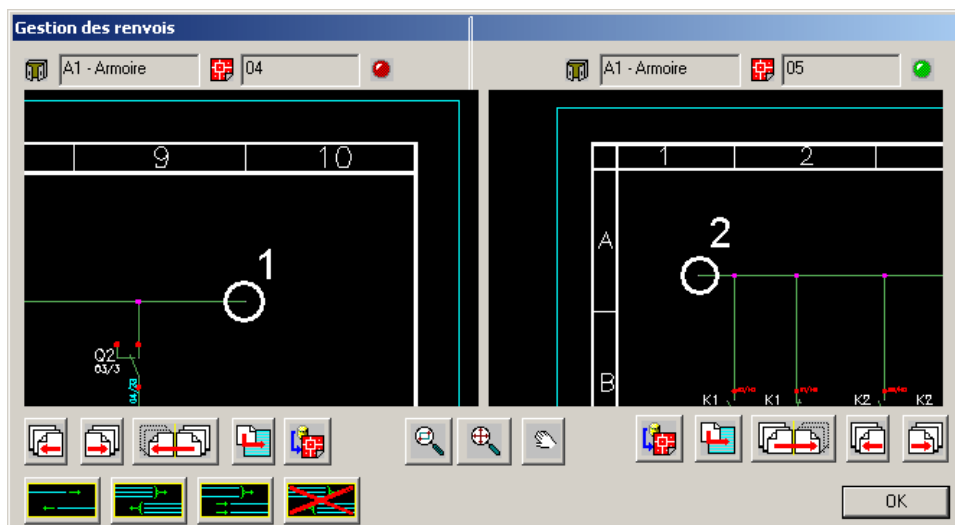 Gestion des renvois
A1 - Armoire
04
A1 - Armoire
05
9
10
1
2
1
2
A
B
Q2
03/3
K1
K1
K2
K2
OK